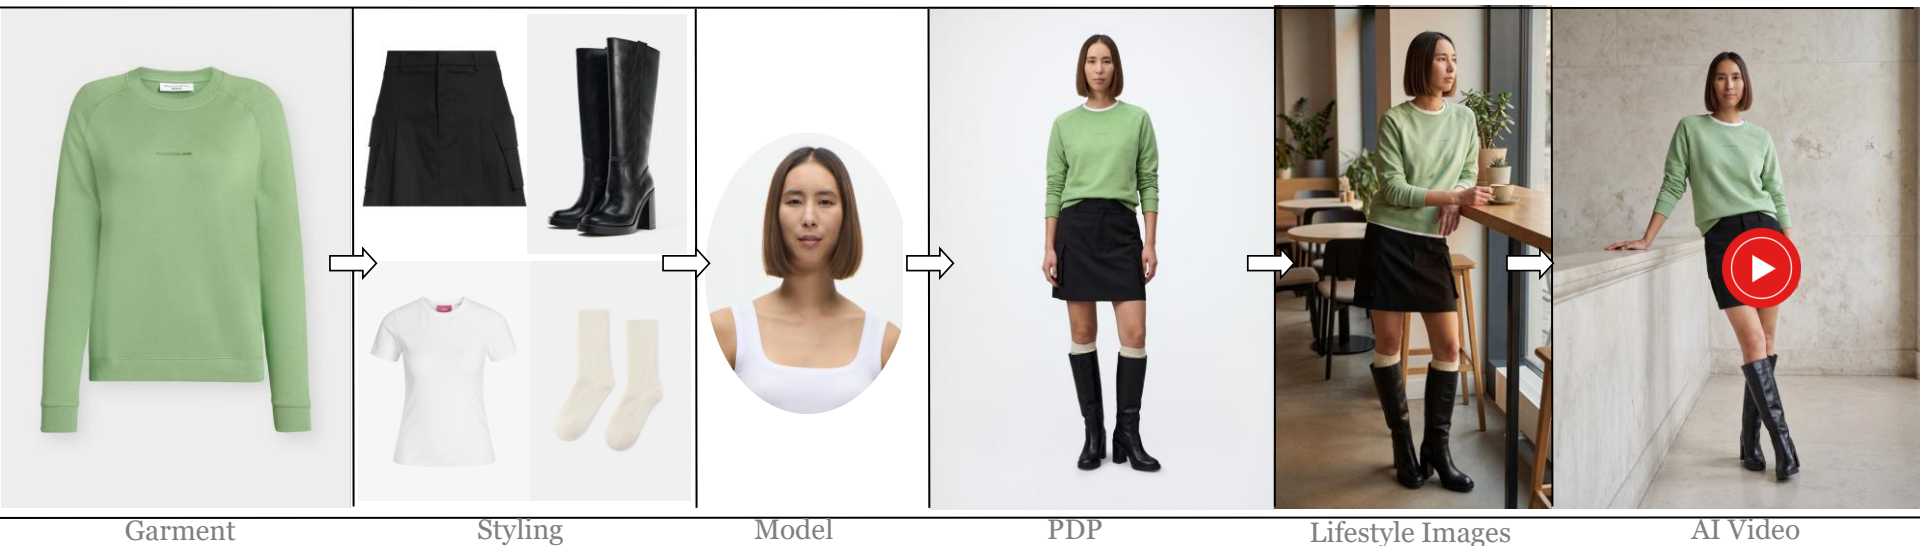 Garment
Styling
Model
PDP
Lifestyle Images
AI Video